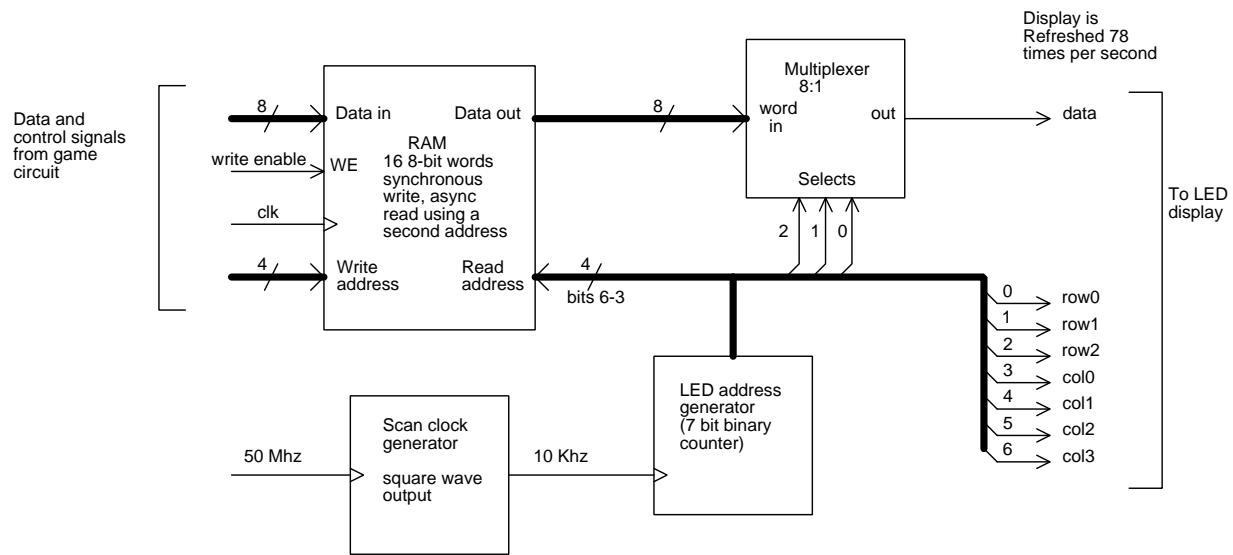 Display is
Refreshed 78
times per second
Data and
control signals
from game
circuit
8
Data in
write enable
WE
clk
4
Write
address
RAM
16 8-bit words
synchronous
write, async
read using a
second address
Data out
8
Read
address
4
bits 6-3
Multiplexer
8:1
word
in
out
Selects
2 1 0
data
To LED
display
0 row0
1 row1
2 row2
3 col0
4 col1
5 col2
6 col3
LED address
generator
(7 bit binary
counter)
50 Mhz
Scan clock
generator
square wave
output
10 Khz